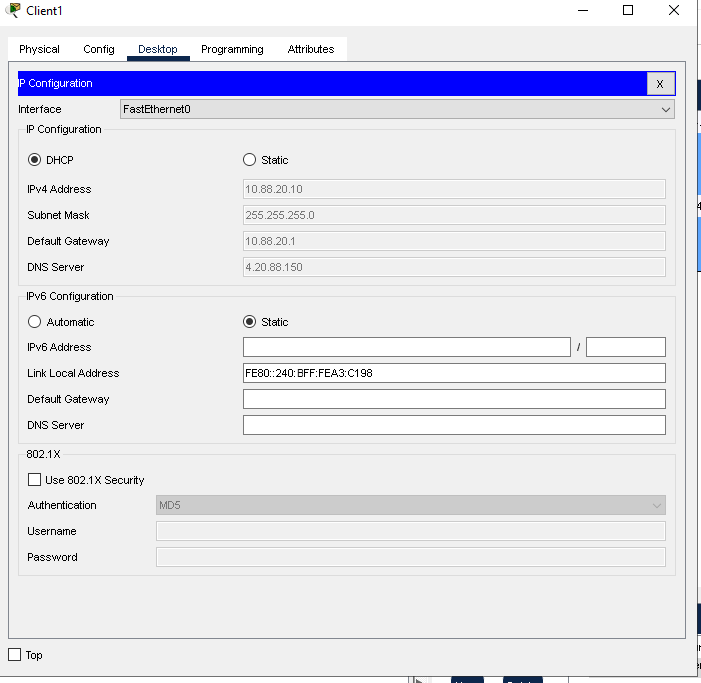 Client1
Physical Config Desktop Programming Attributes
IP Configuration X
Interface FastEthernet0
IP Configuration
DHCP Static
IPv4 Address 10.88.20.10
Subnet Mask 255.255.255.0
Default Gateway 10.88.20.1
DNS Server 4.20.88.150
IPv6 Configuration
Automatic Static
IPv6 Address /
Link Local Address FE80::240:BFF:FEA3:C198
Default Gateway
DNS Server
802.1X
Use 802.1X Security
Authentication MD5
Username
Password
Top